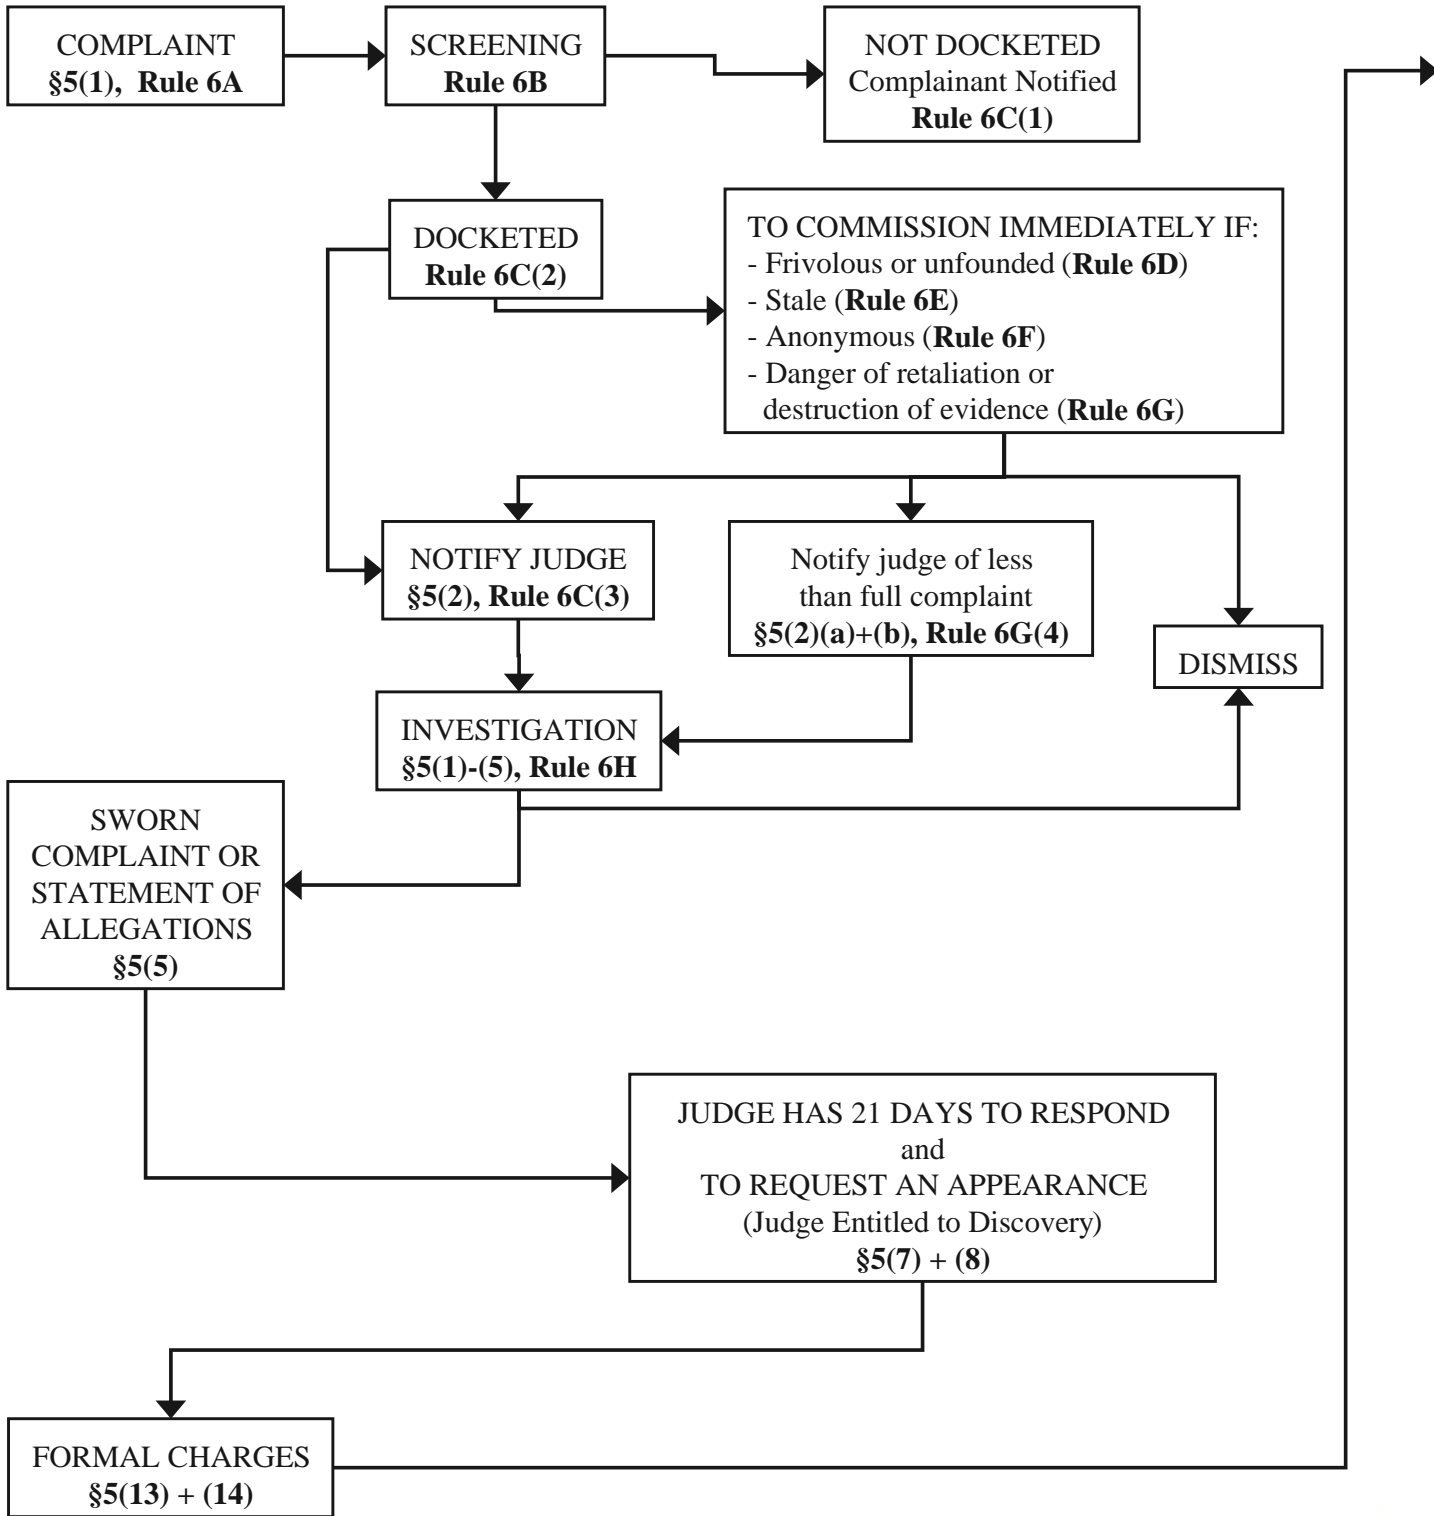 COMPLAINT
§5(1), Rule 6A
SCREENING
Rule 6B
NOT DOCKETED
Complainant Notified
Rule 6C(1)
DOCKETED
Rule 6C(2)
TO COMMISSION IMMEDIATELY IF:
- Frivolous or unfounded (Rule 6D)
- Stale (Rule 6E)
- Anonymous (Rule 6F)
- Danger of retaliation or
destruction of evidence (Rule 6G)
NOTIFY JUDGE
§5(2), Rule 6C(3)
Notify judge of less
than full complaint
§5(2)(a)+(b), Rule 6G(4)
DISMISS
INVESTIGATION
§5(1)-(5), Rule 6H
SWORN
COMPLAINT OR
STATEMENT OF
ALLEGATIONS
§5(5)
JUDGE HAS 21 DAYS TO RESPOND
and
TO REQUEST AN APPEARANCE
(Judge Entitled to Discovery)
§5(7) + (8)
FORMAL CHARGES
§5(13) + (14)